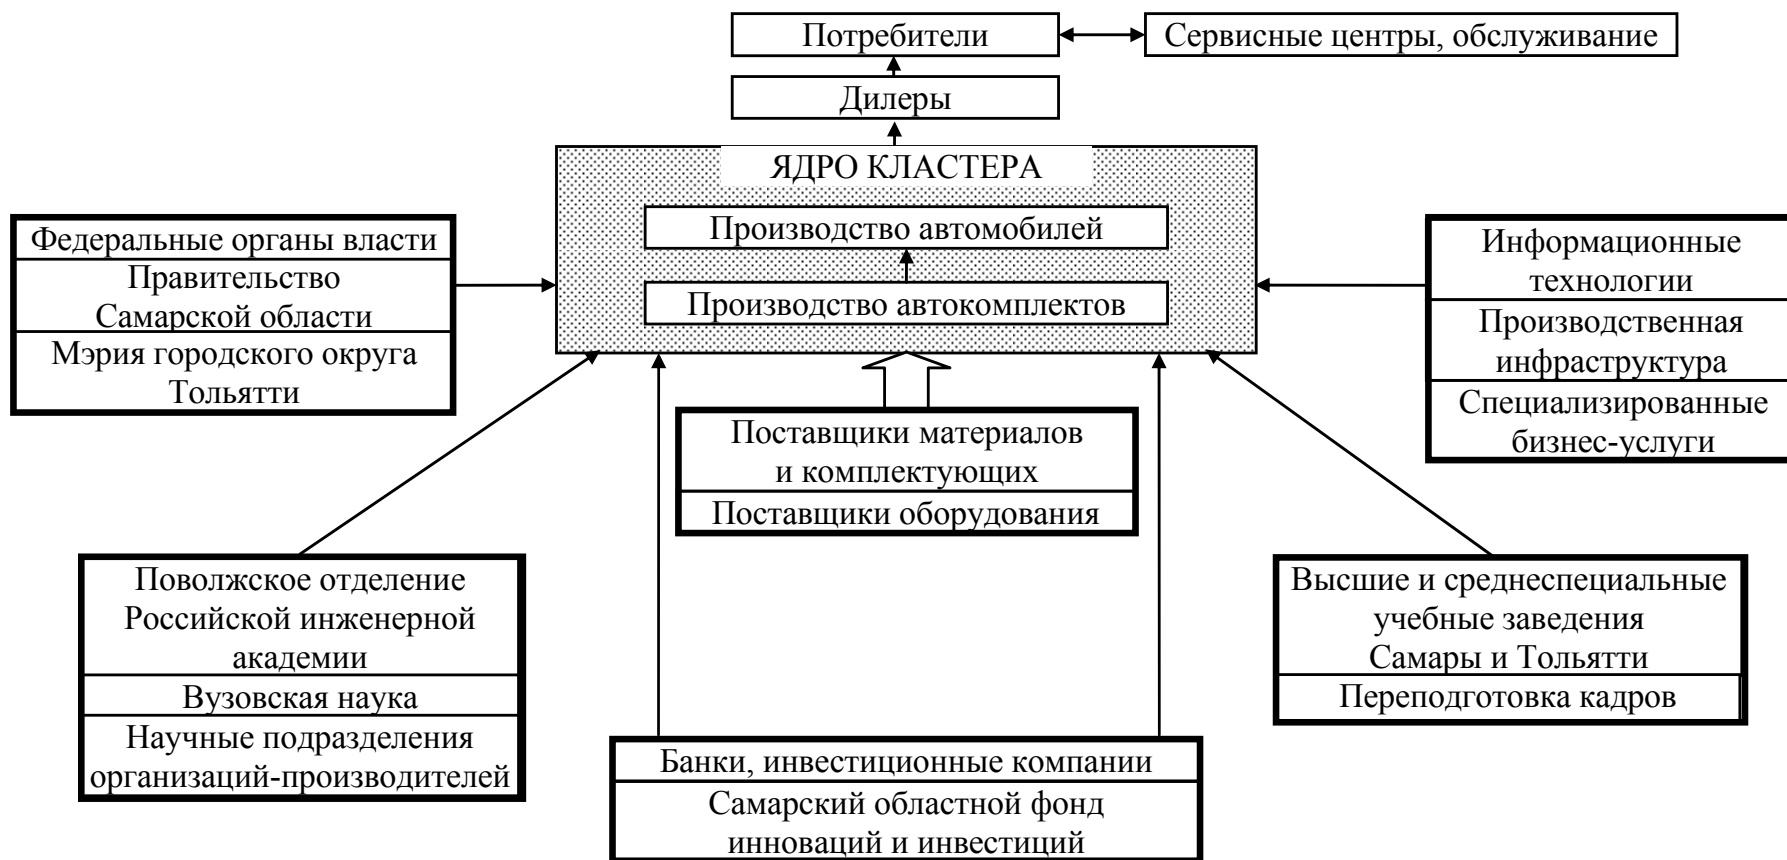 Потребители
Сервисные центры, обслуживание
Дилеры
ЯДРО КЛАСТЕРА
Производство автомобилей
Производство автокомплектов
Федеральные органы власти
Правительство
Самарской области
Мэрия городского округа
Тольятти
Информационные
технологии
Производственная
инфраструктура
Специализированные
бизнес-услуги
Поставщики материалов
и комплектующих
Поставщики оборудования
Поволжское отделение
Российской инженерной
академии
Вузовская наука
Научные подразделения
организаций-производителей
Высшие и среднеспециальные
учебные заведения
Самары и Тольятти
Переподготовка кадров
Банки, инвестиционные компании
Самарский областной фонд
инноваций и инвестиций